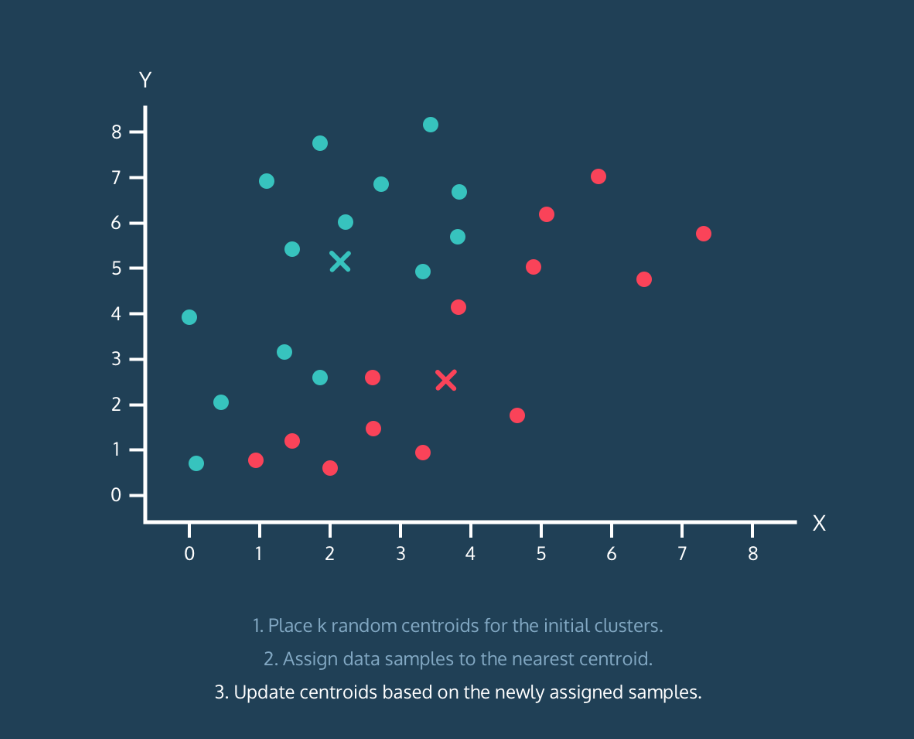 Y
8
7
6
5
4
3
2
1
0
X
0 1 2 3 4 5 6 7 8
1. Place k random centroids for the initial clusters.
2. Assign data samples to the nearest centroid.
3. Update centroids based on the newly assigned samples.